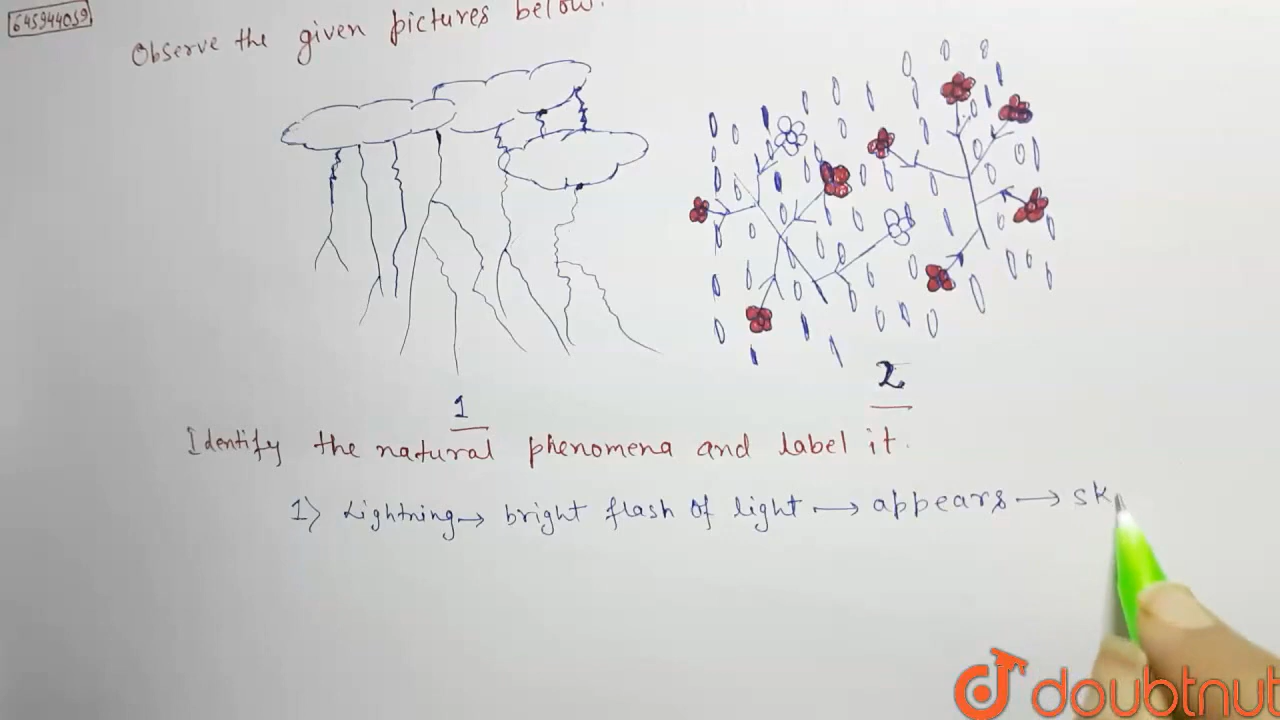 645944059
Observe the given pictures below.
1
2
Identify the natural phenomena and label it.
1) Lightning → bright flash of light → appears → sk
doubtnut